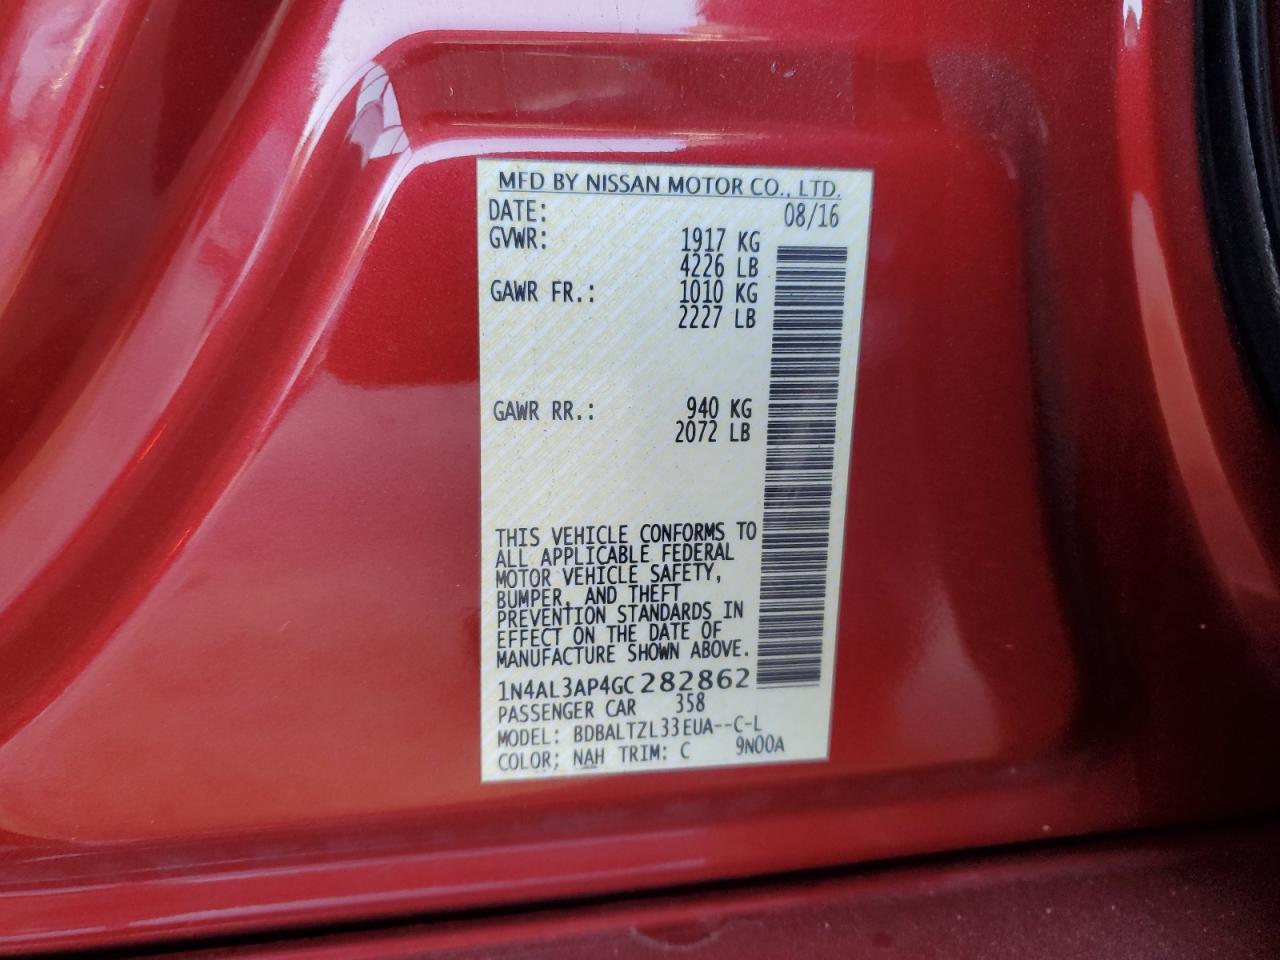 MFD BY NISSAN MOTOR CO., LTD.
DATE: 08/16
GVWR: 1917 KG
4226 LB
GAWR FR.: 1010 KG
2227 LB
GAWR RR.: 940 KG
2072 LB
THIS VEHICLE CONFORMS TO
ALL APPLICABLE FEDERAL
MOTOR VEHICLE SAFETY,
BUMPER, AND THEFT
PREVENTION STANDARDS IN
EFFECT ON THE DATE OF
MANUFACTURE SHOWN ABOVE.
1N4AL3AP4GC282862
PASSENGER CAR 358
MODEL: BDBALTZL33EUA--C-L
COLOR; NAH TRIM: C 9N00A